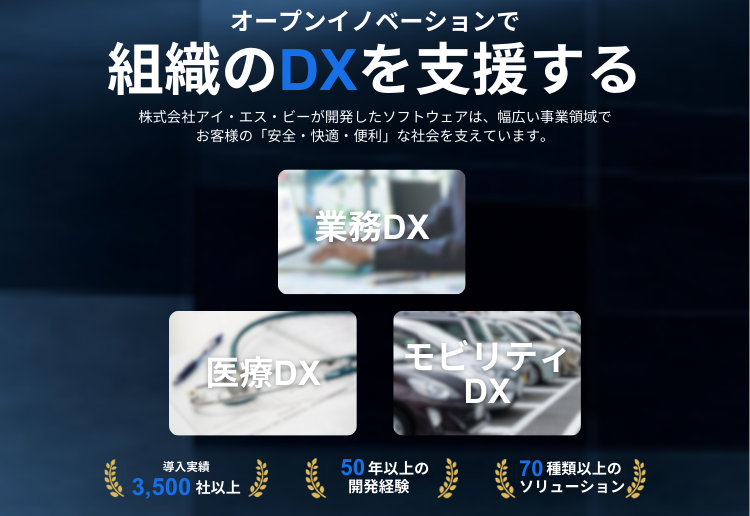 オープンイノベーションで
組織のDXを支援する
株式会社アイ・エス・ビーが開発したソフトウェアは、幅広い事業領域で
お客様の「安全・快適・便利」な社会を支えています。
業務DX
医療DX
モビリティ
DX
導入実績
3,500 社以上
50年以上の
開発経験
70種類以上の
ソリューション